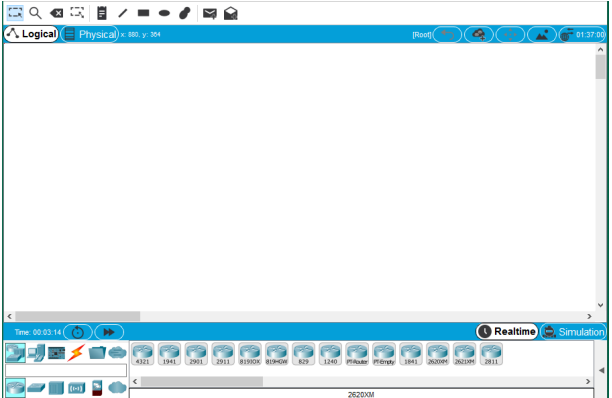 Logical Physical x: 880, y: 364 [Root] 01:37:00
Time: 00:03:14 Realtime Simulation
4321 1941 2901 2911 819IOX 819HGW 829 1240 PT-Router PT-Empty 1841 2620XM 2621XM 2811
2620XM